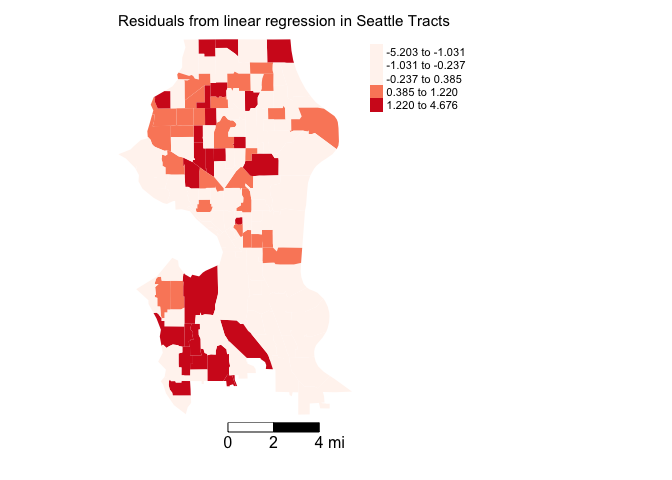 Residuals from linear regression in Seattle Tracts
-5.203 to -1.031
-1.031 to -0.237
-0.237 to 0.385
0.385 to 1.220
1.220 to 4.676
0 2 4 mi